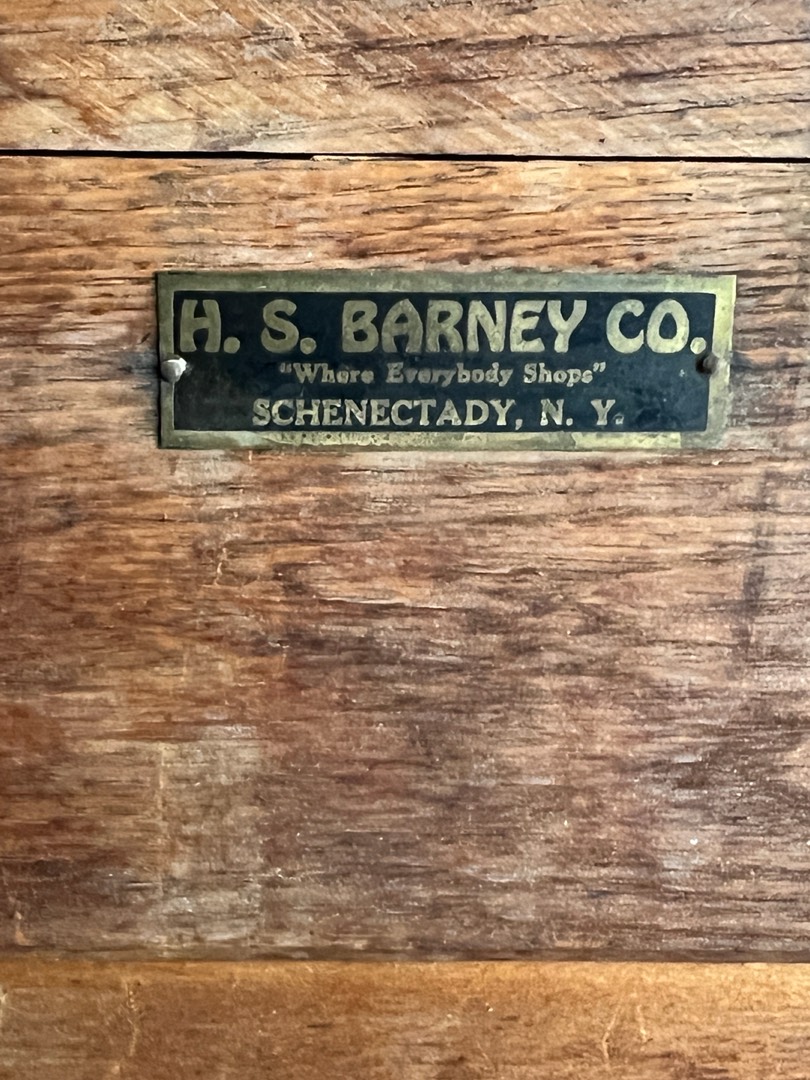 H. S. BARNEY CO.
"Where Everybody Shops"
SCHENECTADY, N. Y.